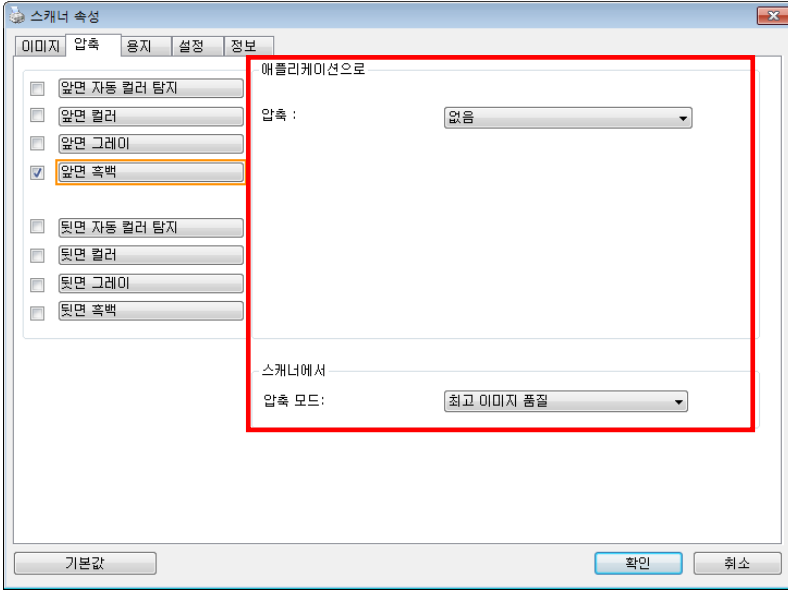 스캐너 속성
이미지 압축 용지 설정 정보
앞면 자동 컬러 탐지
앞면 컬러
앞면 그레이
앞면 흑백
뒷면 자동 컬러 탐지
뒷면 컬러
뒷면 그레이
뒷면 흑백
애플리케이션으로
압축 : 없음
스캐너에서
압축 모드: 최고 이미지 품질
기본값 확인 취소